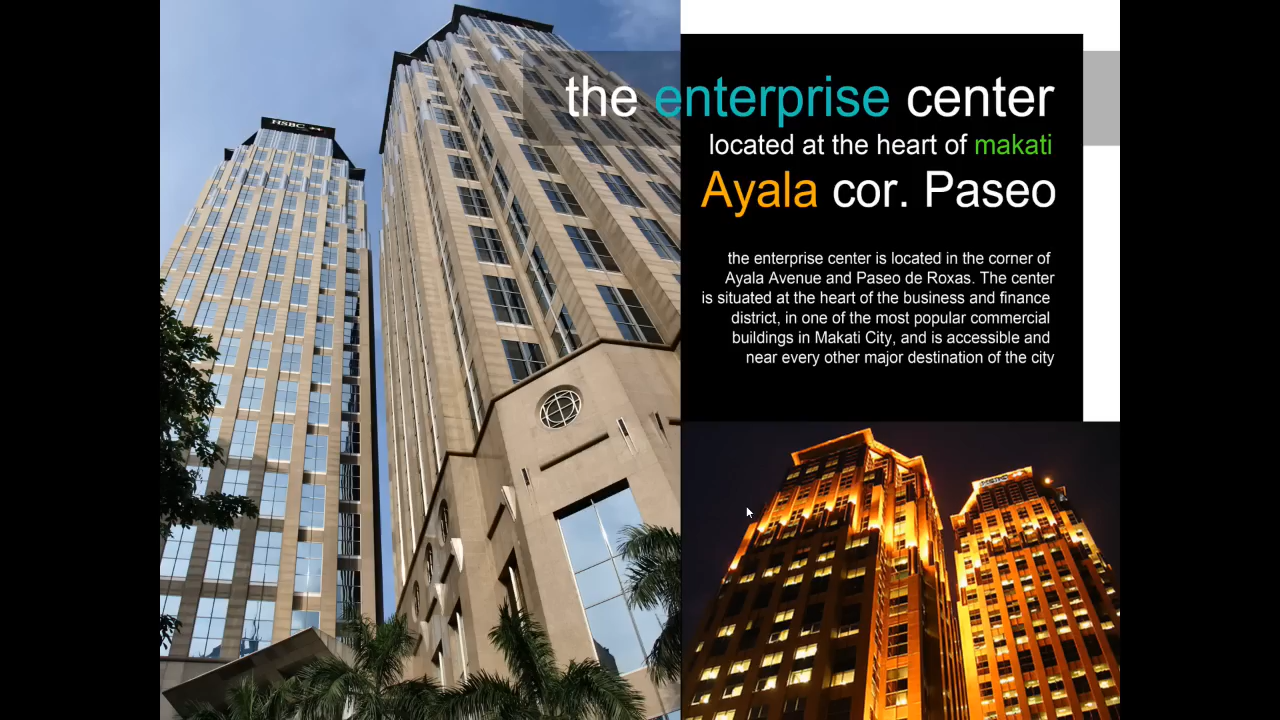 HSBC
the enterprise center
located at the heart of makati
Ayala cor. Paseo
the enterprise center is located in the corner of
Ayala Avenue and Paseo de Roxas. The center
is situated at the heart of the business and finance
district, in one of the most popular commercial
buildings in Makati City, and is accessible and
near every other major destination of the city
HSBC